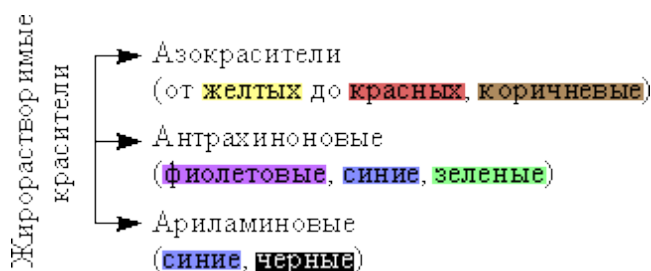 Жирорастворимые
красители
Азокрасители
(от желтых до красных, коричневые)
Антрахиноновые
(фиолетовые, синие, зеленые)
Ариламиновые
(синие, черные)